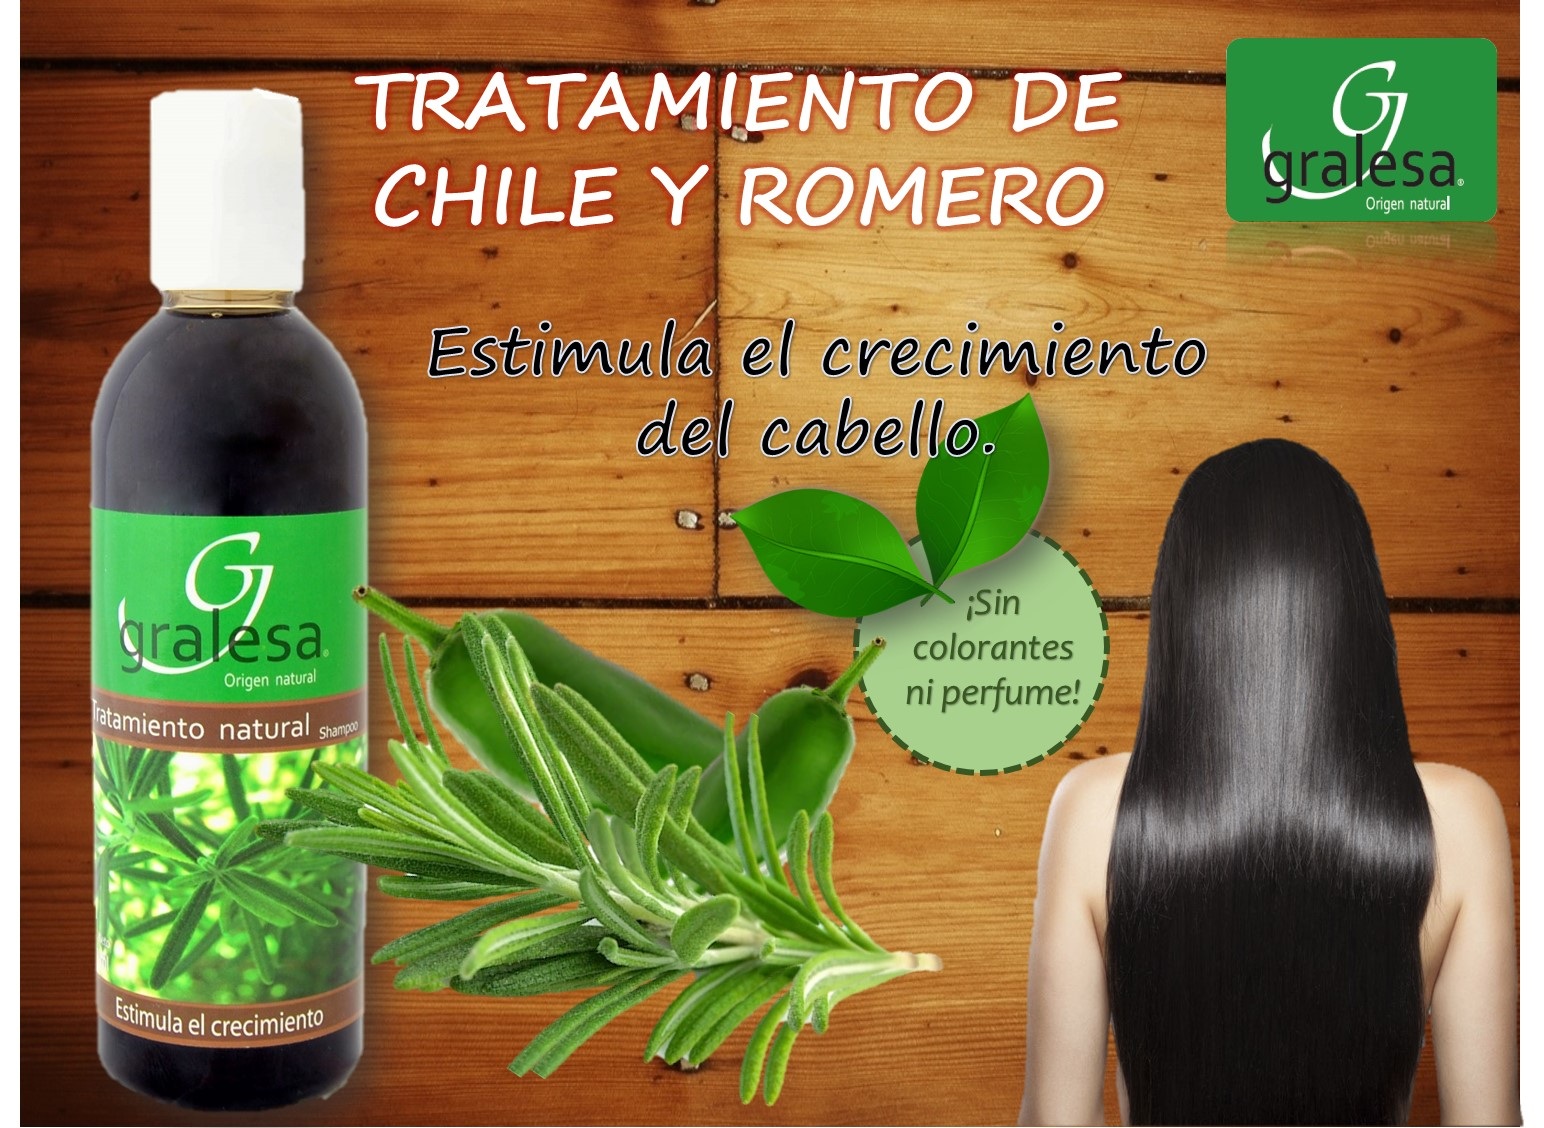 TRATAMIENTO DE
CHILE Y ROMERO
gralesa®
Origen natural
Estimula el crecimiento
del cabello.
¡Sin
colorantes
ni perfume!
gralesa®
Origen natural
Tratamiento natural Shampoo
Estimula el crecimiento